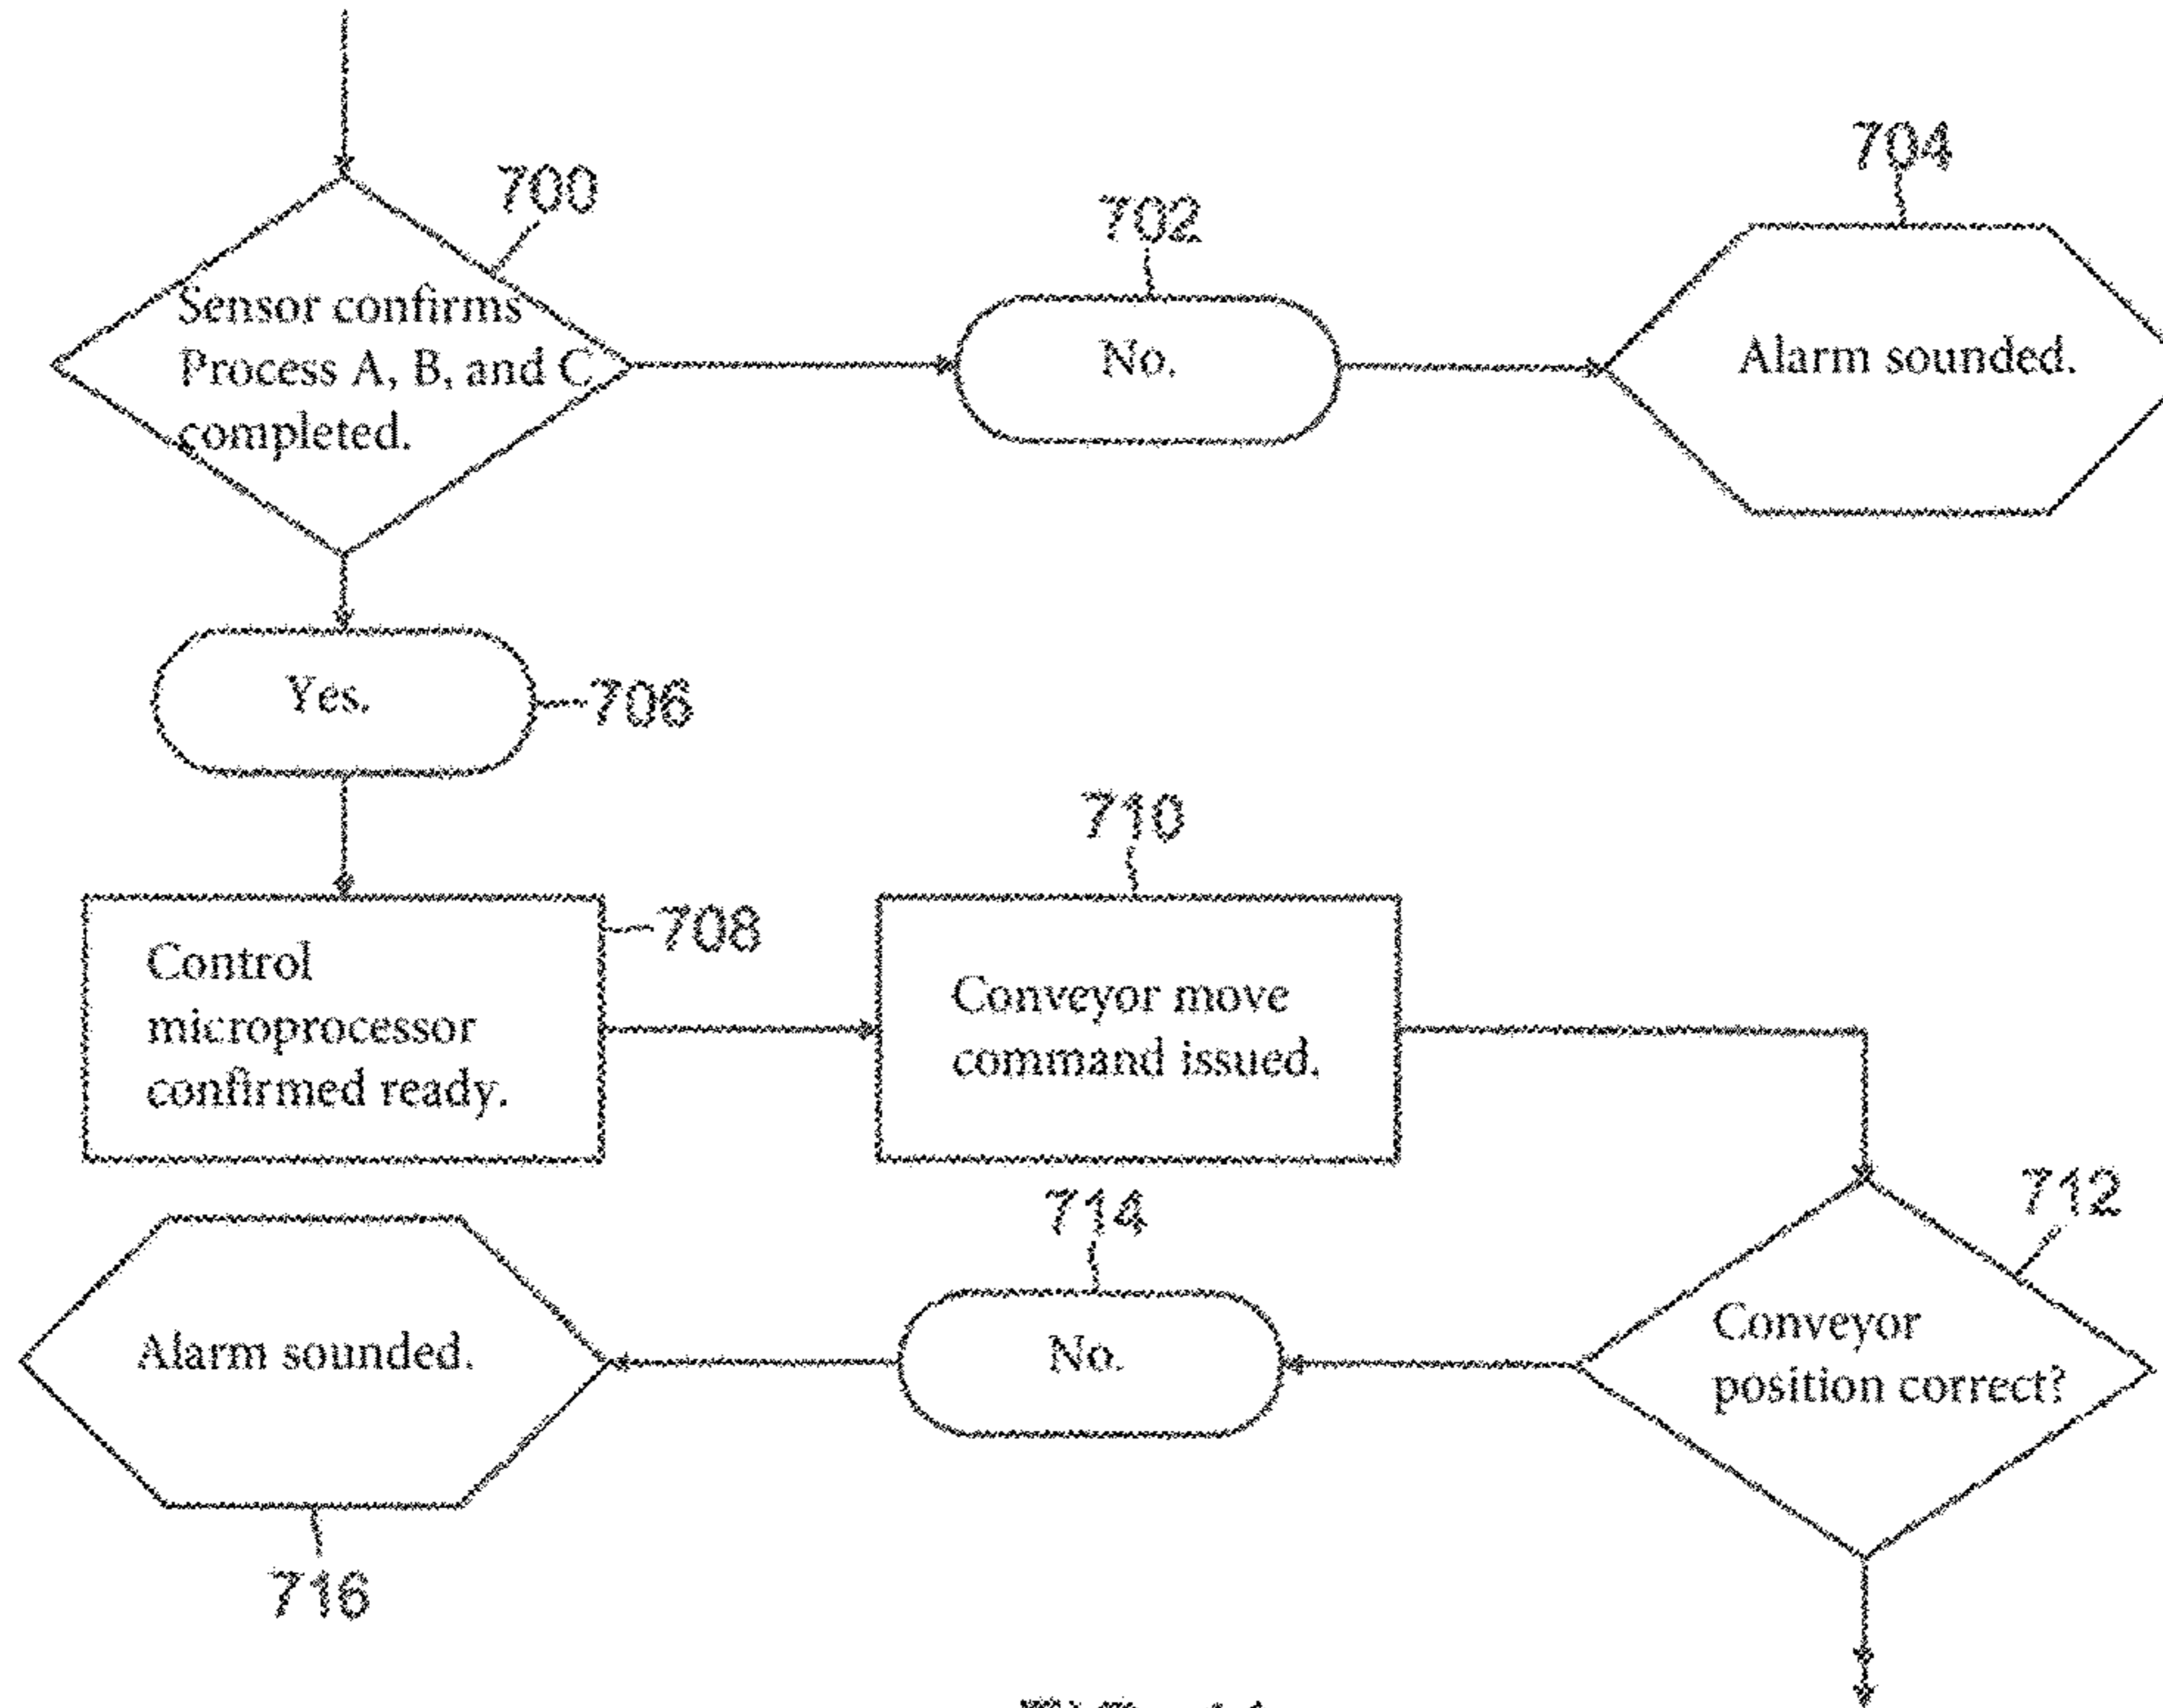 700
Sensor confirms
Process A, B, and C
completed.
702
No.
704
Alarm sounded.
Yes.
706
708
Control
microprocessor
confirmed ready.
710
Conveyor move
command issued.
712
Conveyor
position correct?
714
No.
Alarm sounded.
716